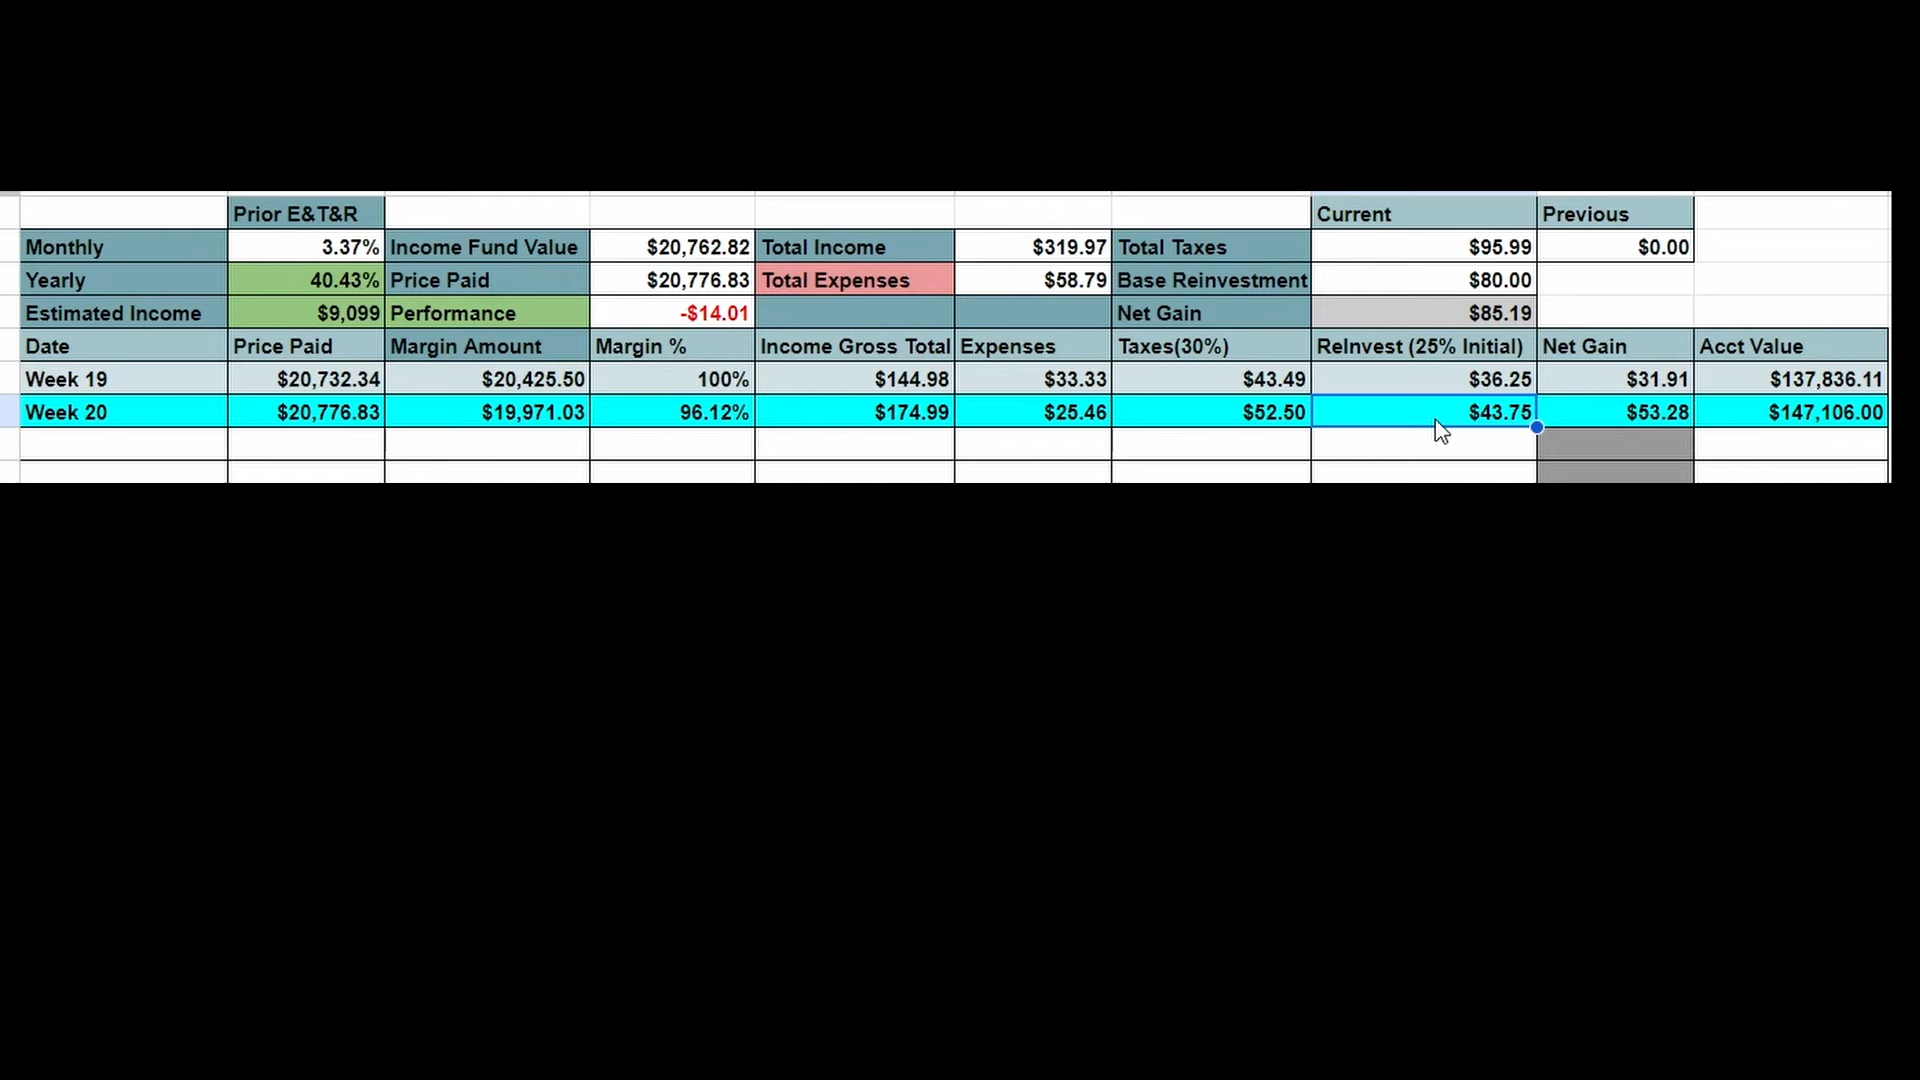 Prior E&T&R Current Previous
Monthly 3.37% Income Fund Value $20,762.82 Total Income $319.97 Total Taxes $95.99 $0.00
Yearly 40.43% Price Paid $20,776.83 Total Expenses $58.79 Base Reinvestment $80.00
Estimated Income $9,099 Performance -$14.01 Net Gain $85.19
Date Price Paid Margin Amount Margin % Income Gross Total Expenses Taxes(30%) ReInvest (25% Initial) Net Gain Acct Value
Week 19 $20,732.34 $20,425.50 100% $144.98 $33.33 $43.49 $36.25 $31.91 $137,836.11
Week 20 $20,776.83 $19,971.03 96.12% $174.99 $25.46 $52.50 $43.75 $53.28 $147,106.00